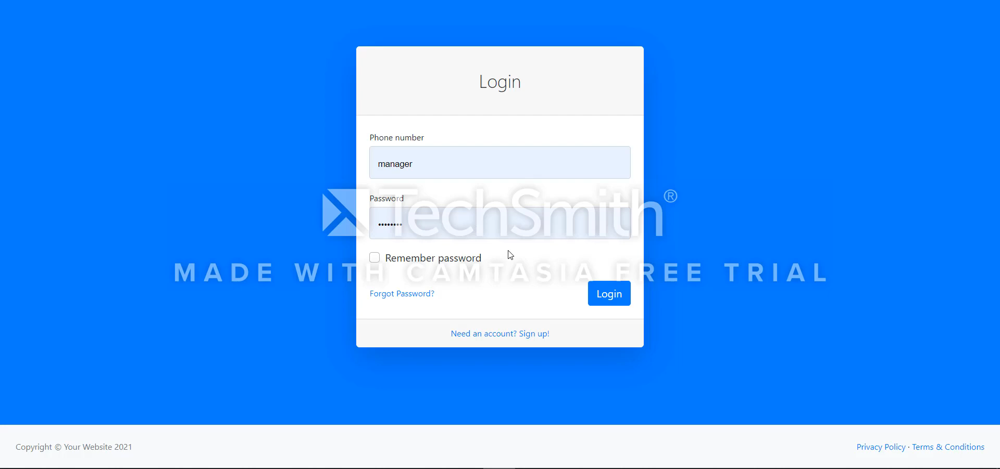 Login
Phone number
manager
Password
TechSmith®
••••••••
Remember password
MADE WITH CAMTASIA FREE TRIAL
Forgot Password?
Login
Need an account? Sign up!
Copyright © Your Website 2021
Privacy Policy · Terms & Conditions